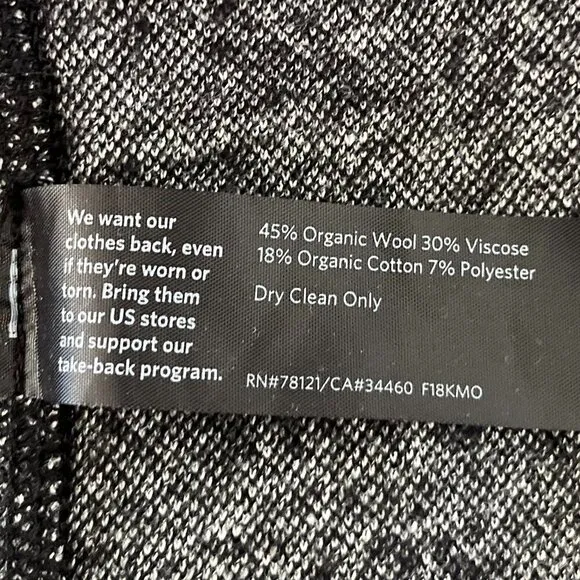 We want our
clothes back, even
if they're worn or
torn. Bring them
to our US stores
and support our
take-back program.
45% Organic Wool 30% Viscose
18% Organic Cotton 7% Polyester
Dry Clean Only
RN#78121/CA#34460 F18KMO